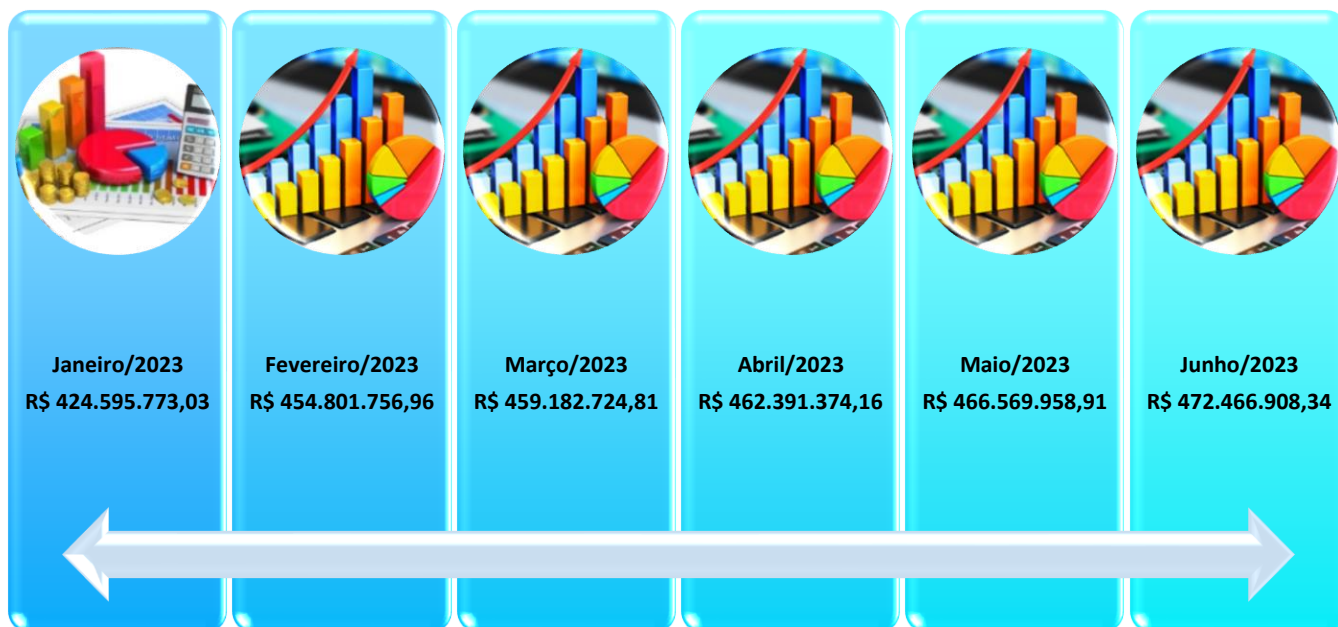 Janeiro/2023
R$ 424.595.773,03
Fevereiro/2023
R$ 454.801.756,96
Março/2023
R$ 459.182.724,81
Abril/2023
R$ 462.391.374,16
Maio/2023
R$ 466.569.958,91
Junho/2023
R$ 472.466.908,34